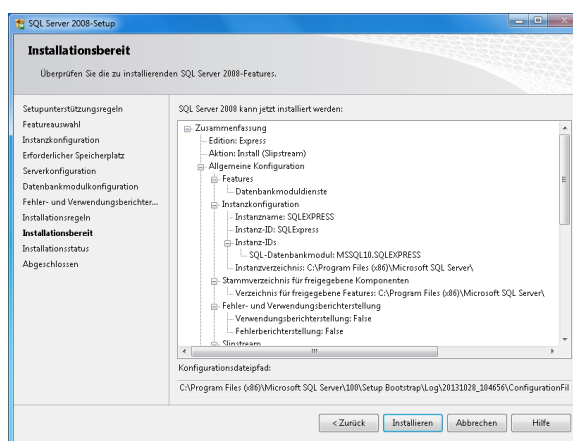 SQL Server 2008-Setup
Installationsbereit
Überprüfen Sie die zu installierenden SQL Server 2008-Features.
Setupunterstützungsregeln
Featureauswahl
Instanzkonfiguration
Erforderlicher Speicherplatz
Serverkonfiguration
Datenbankmodulkonfiguration
Fehler- und Verwendungsberichter...
Installationsregeln
Installationsbereit
Installationsstatus
Abgeschlossen
SQL Server 2008 kann jetzt installiert werden:
Zusammenfassung
Edition: Express
Aktion: Install (Slipstream)
Allgemeine Konfiguration
Features
Datenbankmoduldienste
Instanzkonfiguration
Instanzname: SQLEXPRESS
Instanz-ID: SQLExpress
Instanz-IDs
SQL-Datenbankmodul: MSSQL10.SQLEXPRESS
Instanzverzeichnis: C:\Program Files (x86)\Microsoft SQL Server\
Stammverzeichnis für freigegebene Komponenten
Verzeichnis für freigegebene Features: C:\Program Files (x86)\Microsoft SQL Server\
Fehler- und Verwendungsberichterstellung
Verwendungsberichterstellung: False
Fehlerberichterstellung: False
Slipstream
Konfigurationsdateipfad:
C:\Program Files (x86)\Microsoft SQL Server\100\Setup Bootstrap\Log\20131028_104656\ConfigurationFil
< Zurück
Installieren
Abbrechen
Hilfe